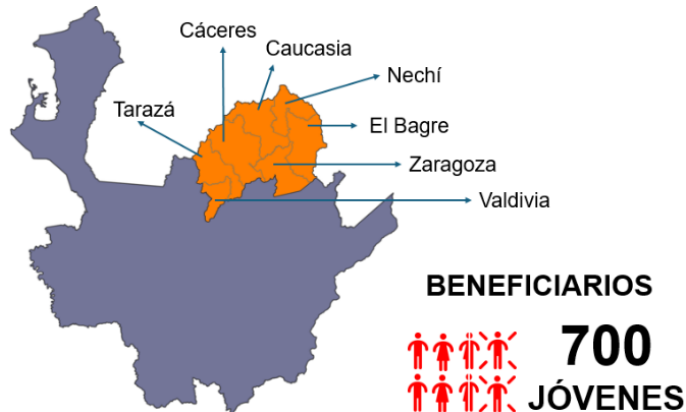 Cáceres
Caucasia
Nechí
Tarazá
El Bagre
Zaragoza
Valdivia
BENEFICIARIOS
700
JÓVENES